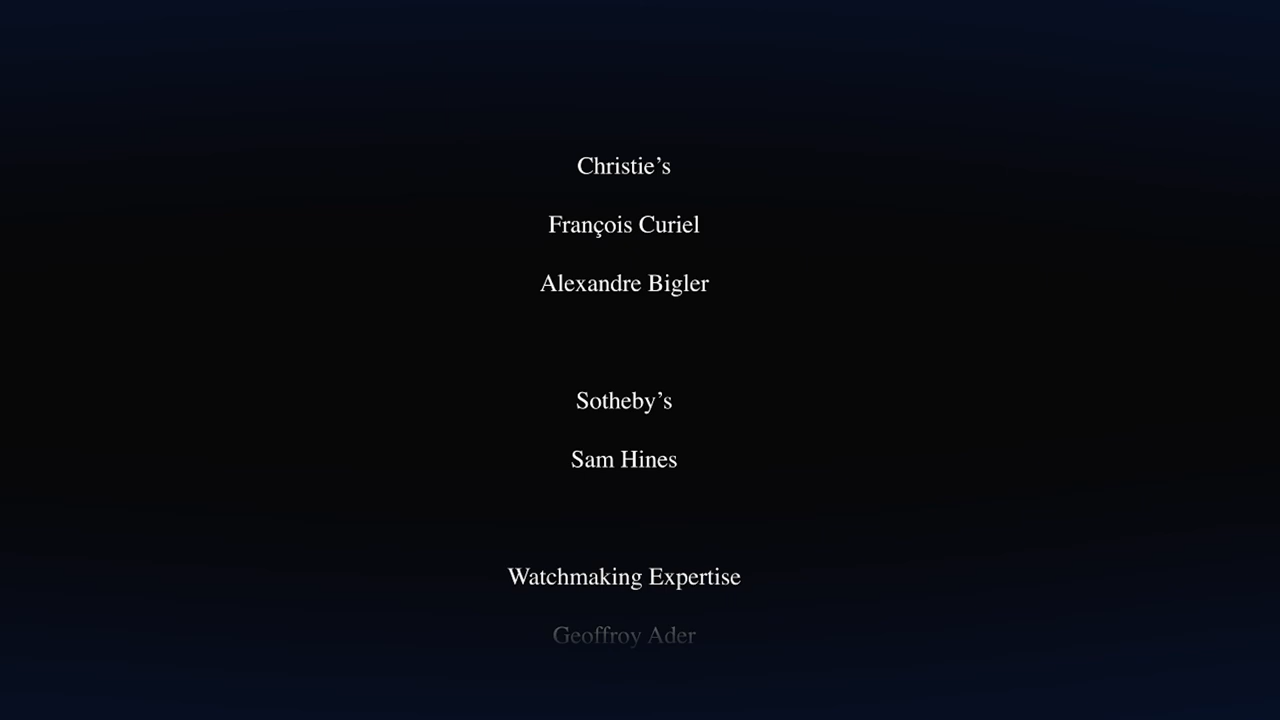 Christie’s
François Curiel
Alexandre Bigler
Sotheby’s
Sam Hines
Watchmaking Expertise
Geoffroy Ader